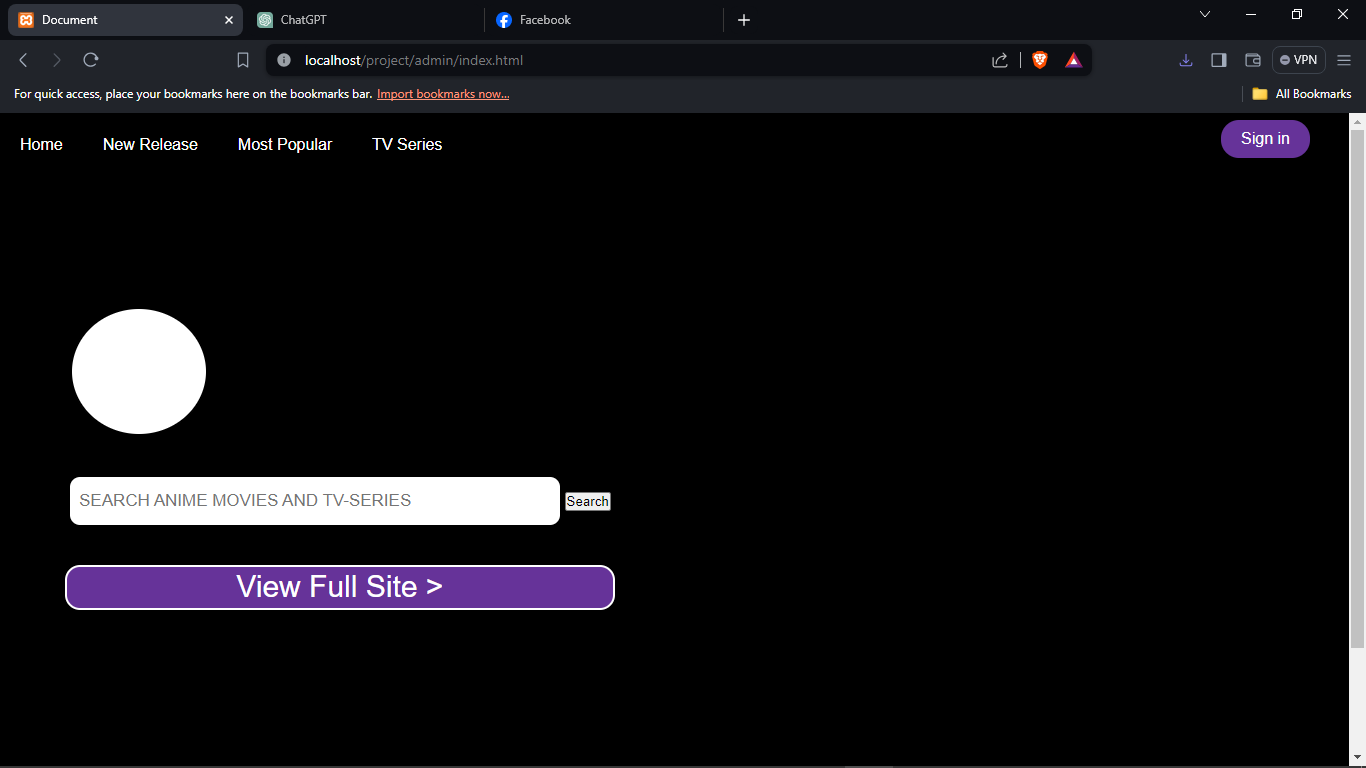 Document
ChatGPT
Facebook
localhost/project/admin/index.html
VPN
For quick access, place your bookmarks here on the bookmarks bar. Import bookmarks now...
All Bookmarks
Home New Release Most Popular TV Series Sign in
SEARCH ANIME MOVIES AND TV-SERIES Search
View Full Site >